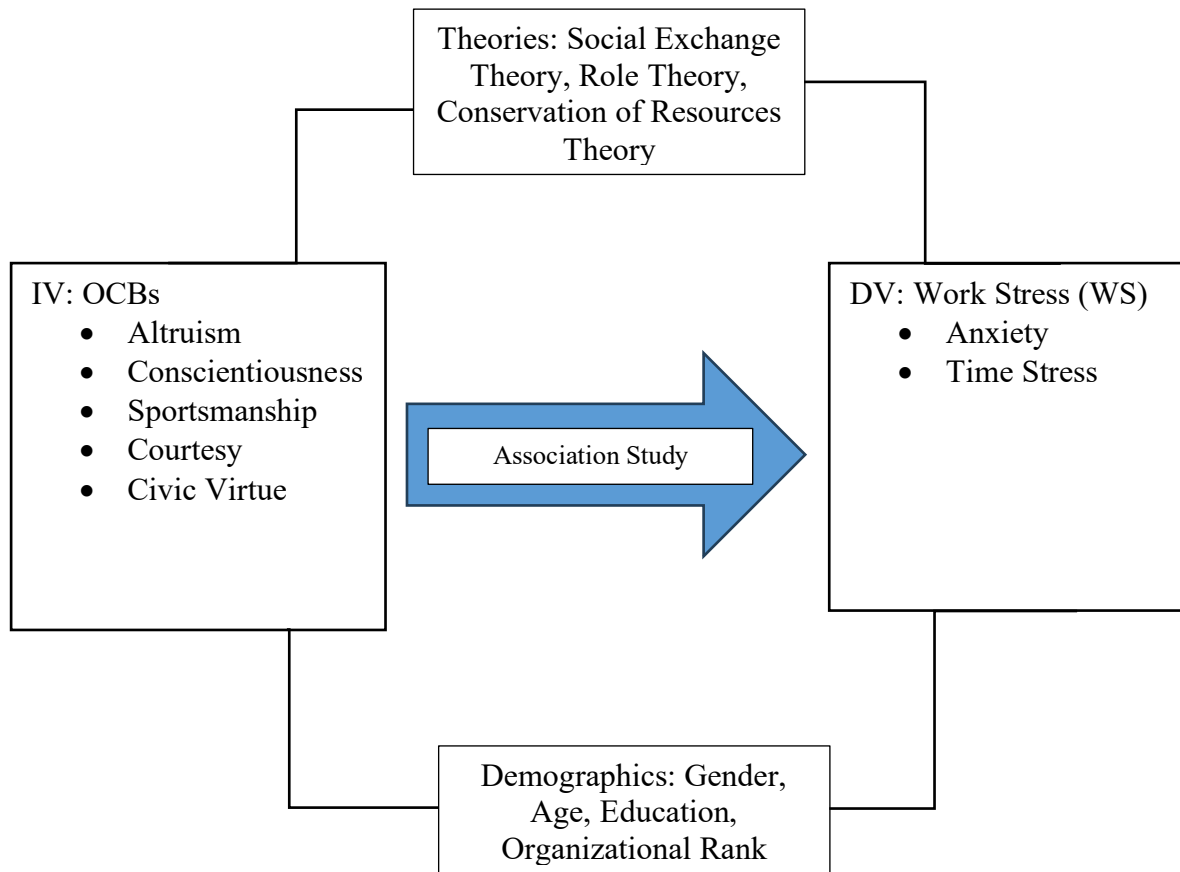 Theories: Social Exchange
Theory, Role Theory,
Conservation of Resources
Theory
IV: OCBs
• Altruism
• Conscientiousness
• Sportsmanship
• Courtesy
• Civic Virtue
Association Study
DV: Work Stress (WS)
• Anxiety
• Time Stress
Demographics: Gender,
Age, Education,
Organizational Rank